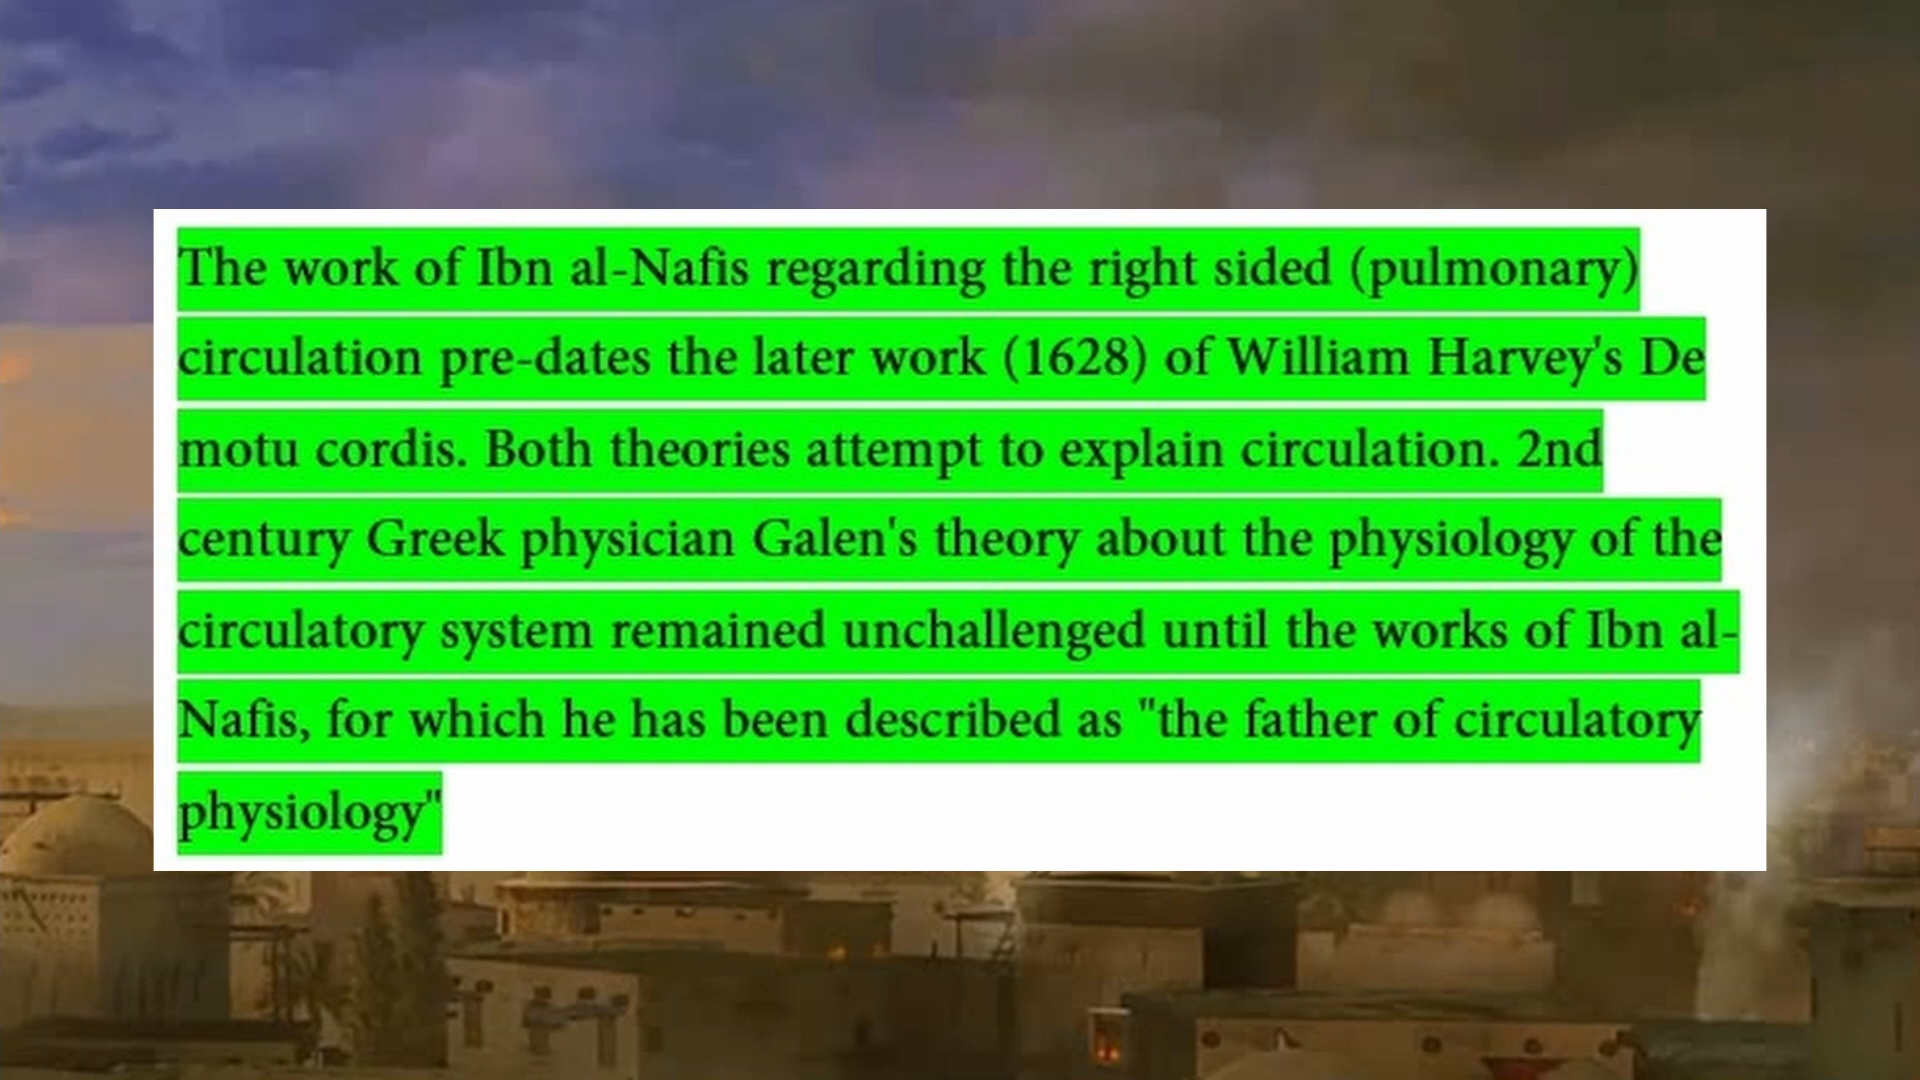 The work of Ibn al-Nafis regarding the right sided (pulmonary)
circulation pre-dates the later work (1628) of William Harvey's De
motu cordis. Both theories attempt to explain circulation. 2nd
century Greek physician Galen's theory about the physiology of the
circulatory system remained unchallenged until the works of Ibn al-
Nafis, for which he has been described as "the father of circulatory
physiology"